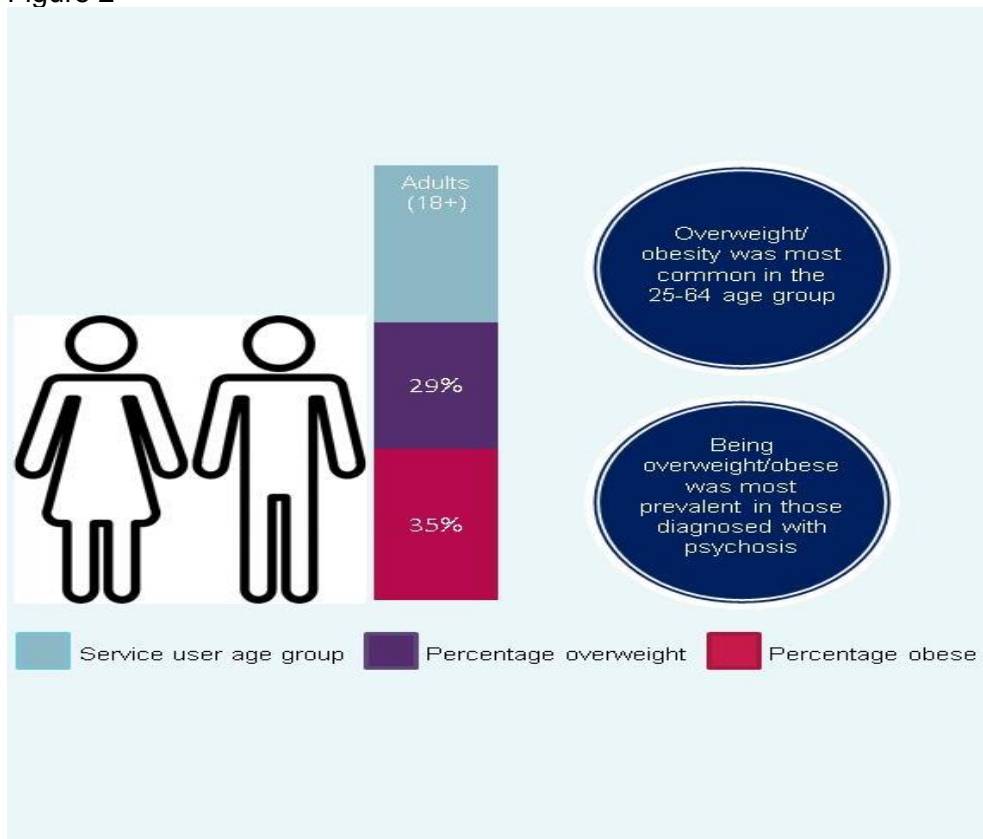 Figure 2
Adults
(18+)
29%
35%
Overweight/
obesity was most
common in the
25-64 age group
Being
overweight/obese
was most
prevalent in those
diagnosed with
psychosis
Service user age group
Percentage overweight
Percentage obese